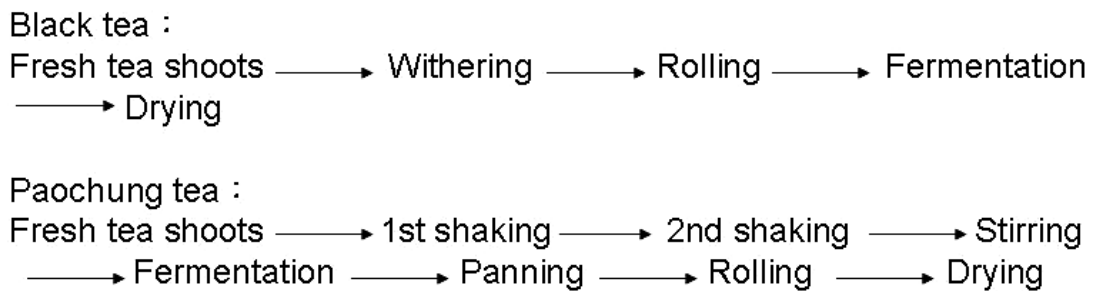 Black tea：
Fresh tea shoots → Withering → Rolling → Fermentation
→ Drying
Paochung tea：
Fresh tea shoots → 1st shaking → 2nd shaking → Stirring
→ Fermentation → Panning → Rolling → Drying